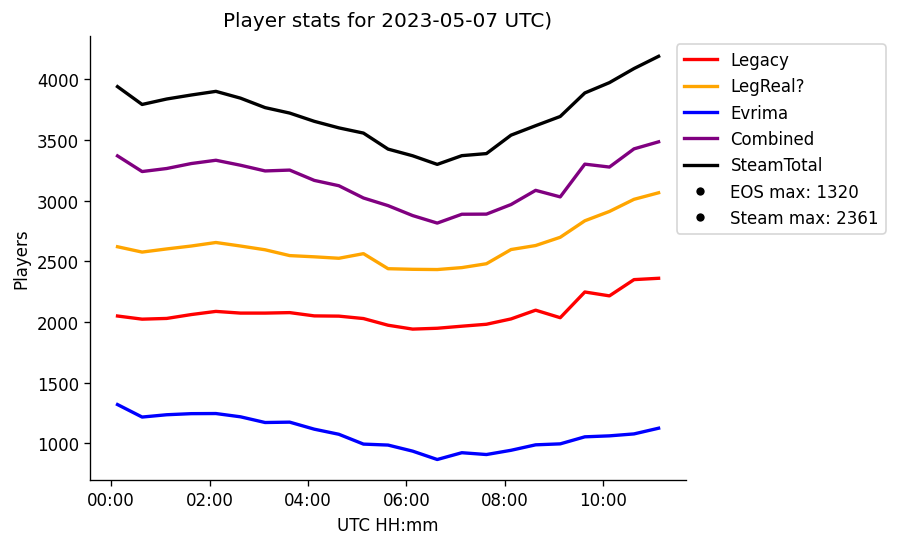 Player stats for 2023-05-07 UTC)
Legacy
LegReal?
Evrima
Combined
SteamTotal
EOS max: 1320
Steam max: 2361
Players
4000
3500
3000
2500
2000
1500
1000
00:00
02:00
04:00
06:00
08:00
10:00
UTC HH:mm